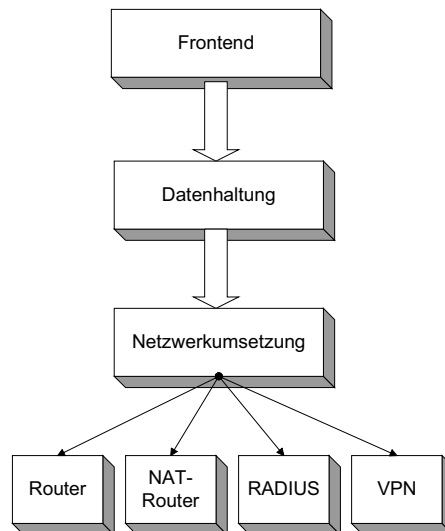 Frontend
Datenhaltung
Netzwerkumsetzung
Router
NAT-
Router
RADIUS
VPN